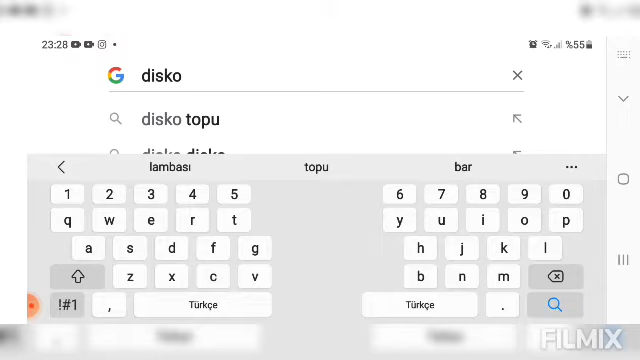 23:28 %55
disko
disko topu
disko disko
lambası topu bar ...
1 2 3 4 5 6 7 8 9 0
q w e r t y u i o p
a s d f g h j k l
z x c v b n m
!#1 , Türkçe Türkçe .
FILMIX